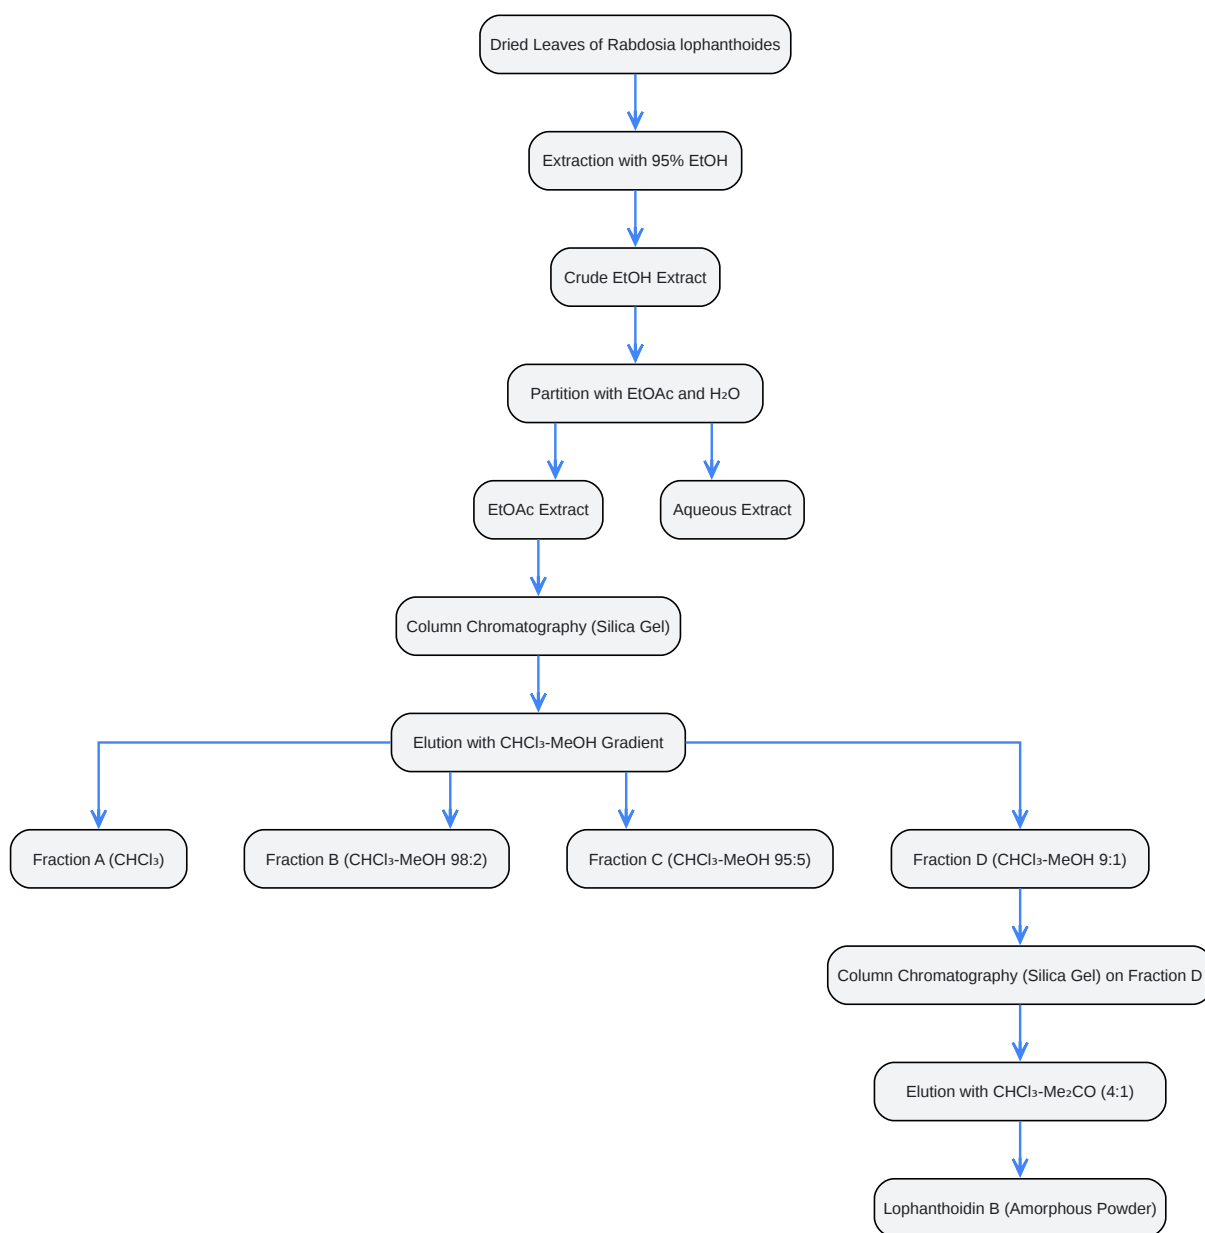 Dried Leaves of Rabdosia lophanthoides
Extraction with 95% EtOH
Crude EtOH Extract
Partition with EtOAc and H₂O
EtOAc Extract
Aqueous Extract
Column Chromatography (Silica Gel)
Elution with CHCl₃-MeOH Gradient
Fraction A (CHCl₃)
Fraction B (CHCl₃-MeOH 98:2)
Fraction C (CHCl₃-MeOH 95:5)
Fraction D (CHCl₃-MeOH 9:1)
Column Chromatography (Silica Gel) on Fraction D
Elution with CHCl₃-Me₂CO (4:1)
Lophanthoidin B (Amorphous Powder)